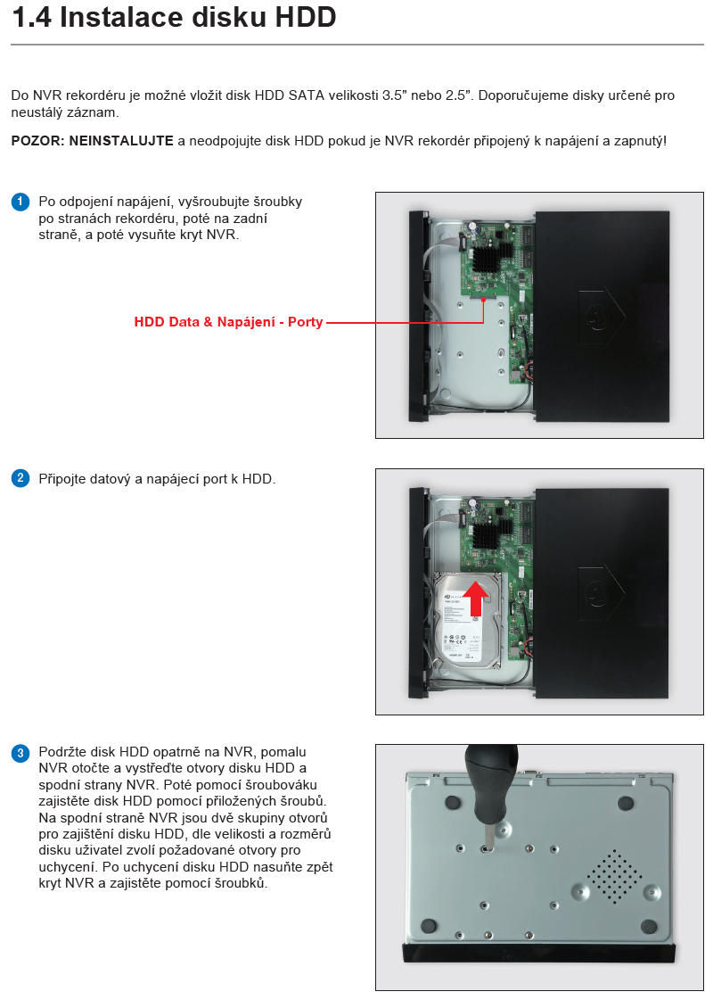 1.4 Instalace disku HDD
Do NVR rekordéru je možné vložit disk HDD SATA velikosti 3.5” nebo 2.5”. Doporučujeme disky určené pro
neustálý záznam.
POZOR: NEINSTALUJTE a neodpojujte disk HDD pokud je NVR rekordér připojený k napájení a zapnutý!
1 Po odpojení napájení, vyšroubujte šroubky
po stranách rekordéru, poté na zadní
straně, a poté vysuňte kryt NVR.
HDD Data & Napájení - Porty
2 Připojte datový a napájecí port k HDD.
3 Podržte disk HDD opatrně na NVR, pomalu
NVR otočte a vystřeďte otvory disku HDD a
spodní strany NVR. Poté pomocí šroubováku
zajistěte disk HDD pomocí přiložených šroubů.
Na spodní straně NVR jsou dvě skupiny otvorů
pro zajištění disku HDD, dle velikosti a rozměrů
disku uživatel zvolí požadované otvory pro
uchycení. Po uchycení disku HDD nasuňte zpět
kryt NVR a zajistěte pomocí šroubků.